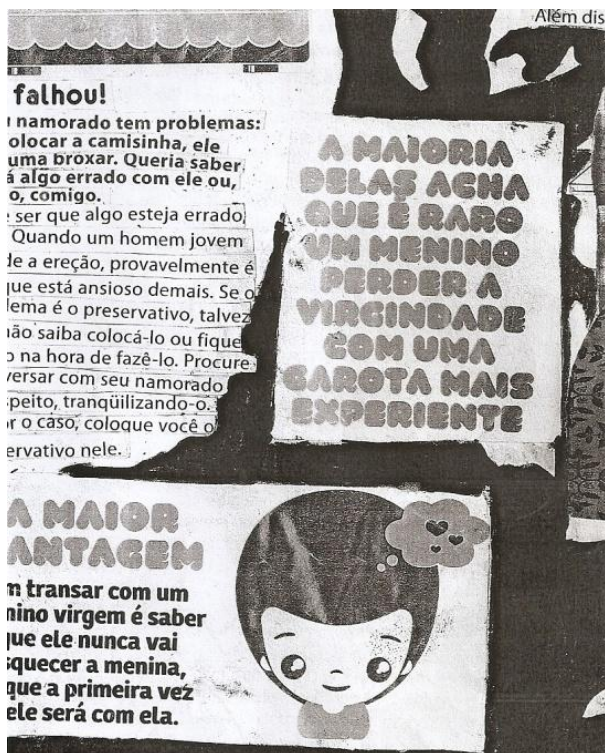 Além dis
falhou!
namorado tem problemas:
olocar a camisinha, ele
uma broxar. Queria saber
á algo errado com ele ou,
o, comigo.
ser que algo esteja errado,
Quando um homem jovem
de a ereção, provavelmente é
que está ansioso demais. Se o
lema é o preservativo, talvez
não saiba colocá-lo ou fique
o na hora de fazê-lo. Procure
versar com seu namorado
speito, tranqüilizando-o.
r o caso, coloque você o
ervativo nele.
A MAIORIA
DELAS ACHA
QUE É RARO
UM MENINO
PERDER A
VIRGINDADE
COM UMA
GAROTA MAIS
EXPERIENTE
A MAIOR
ANTAGEM
m transar com um
nino virgem é saber
que ele nunca vai
squecer a menina,
que a primeira vez
ele será com ela.